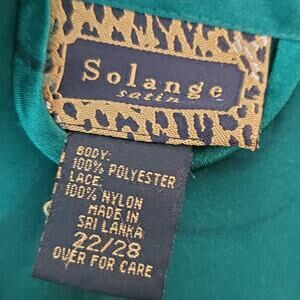 Solange
satin
BODY:
100% POLYESTER
LACE:
100% NYLON
MADE IN
SRI LANKA
22/28
OVER FOR CARE